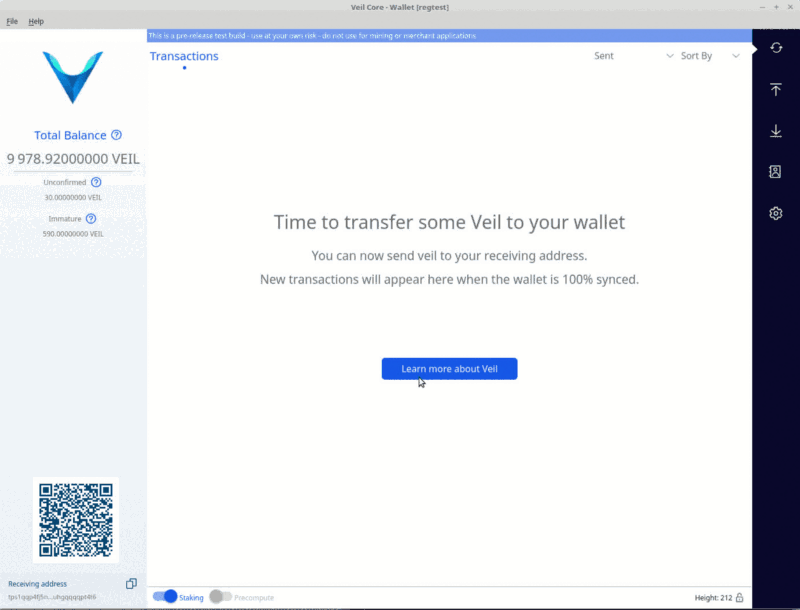 Veil Core - Wallet [regtest]
File Help
This is a pre-release test build - use at your own risk - do not use for mining or merchant applications
Transactions
Sent
Sort By
Total Balance
9 978.92000000 VEIL
Unconfirmed
30.00000000 VEIL
Immature
590.00000000 VEIL
Time to transfer some Veil to your wallet
You can now send veil to your receiving address.
New transactions will appear here when the wallet is 100% synced.
Learn more about Veil
Receiving address
Staking
Precompute
Height: 212